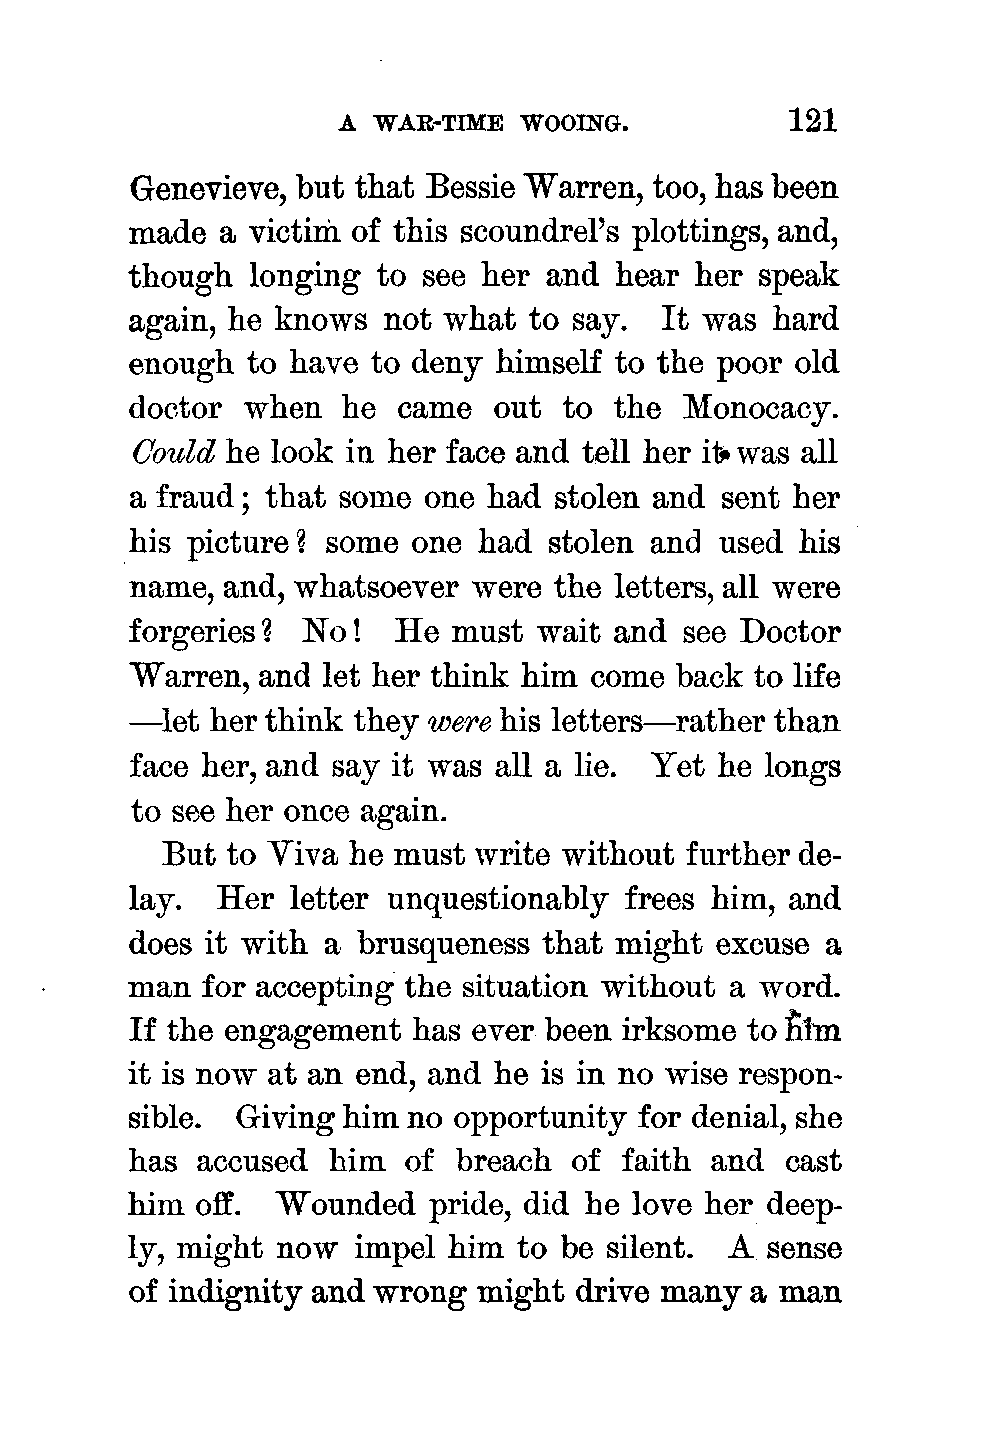 A WAR-TIME WOOING. 121
Genevieve, but that Bessie Warren, too, has been
made a victim of this scoundrel's plottings, and,
though longing to see her and hear her speak
again, he knows not what to say. It was hard
enough to have to deny himself to the poor old
doctor when he came out to the Monocacy.
Could he look in her face and tell her it was all
a fraud; that some one had stolen and sent her
his picture? some one had stolen and used his
name, and, whatsoever were the letters, all were
forgeries? No! He must wait and see Doctor
Warren, and let her think him come back to life
—let her think they were his letters—rather than
face her, and say it was all a lie. Yet he longs
to see her once again.
But to Viva he must write without further de-
lay. Her letter unquestionably frees him, and
does it with a brusqueness that might excuse a
man for accepting the situation without a word.
If the engagement has ever been irksome to him
it is now at an end, and he is in no wise respon-
sible. Giving him no opportunity for denial, she
has accused him of breach of faith and cast
him off. Wounded pride, did he love her deep-
ly, might now impel him to be silent. A sense
of indignity and wrong might drive many a man